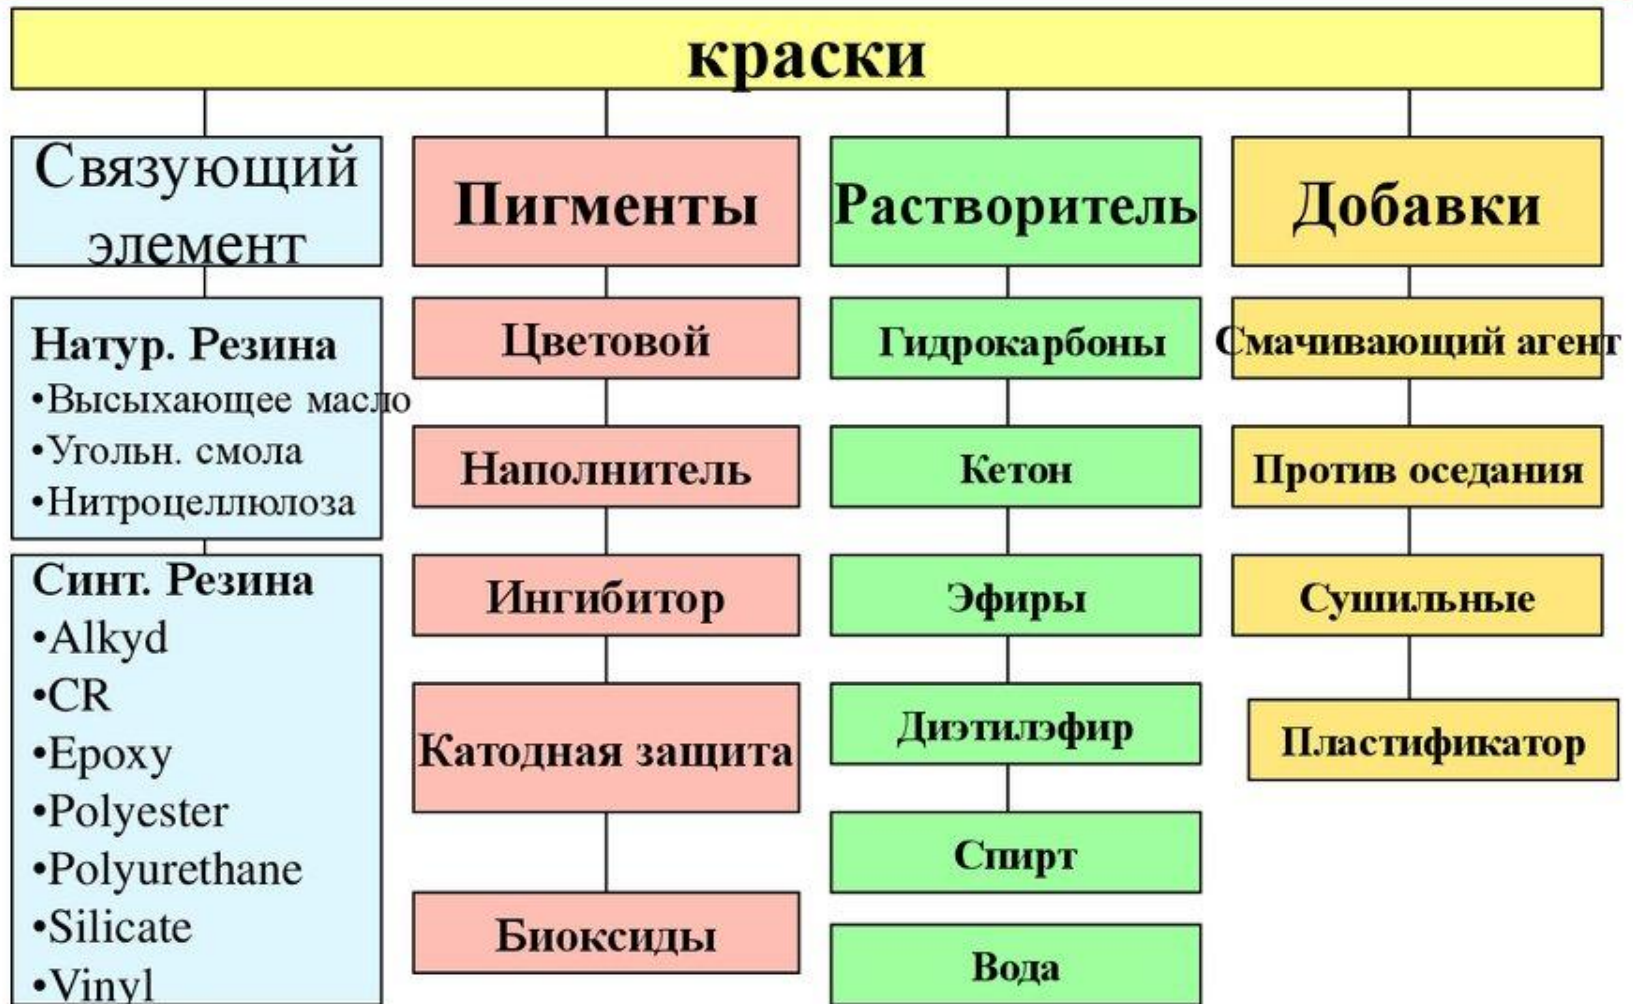 краски
Связующий
элемент
Натур. Резина
•Высыхающее масло
•Угольн. смола
•Нитроцеллюлоза
Синт. Резина
•Alkyd
•CR
•Epoxy
•Polyester
•Polyurethane
•Silicate
•Vinyl
Пигменты
Цветовой
Наполнитель
Ингибитор
Катодная защита
Биоксиды
Растворитель
Гидрокарбоны
Кетон
Эфиры
Диэтилэфир
Спирт
Вода
Добавки
Смачивающий агент
Против оседания
Сушильные
Пластификатор